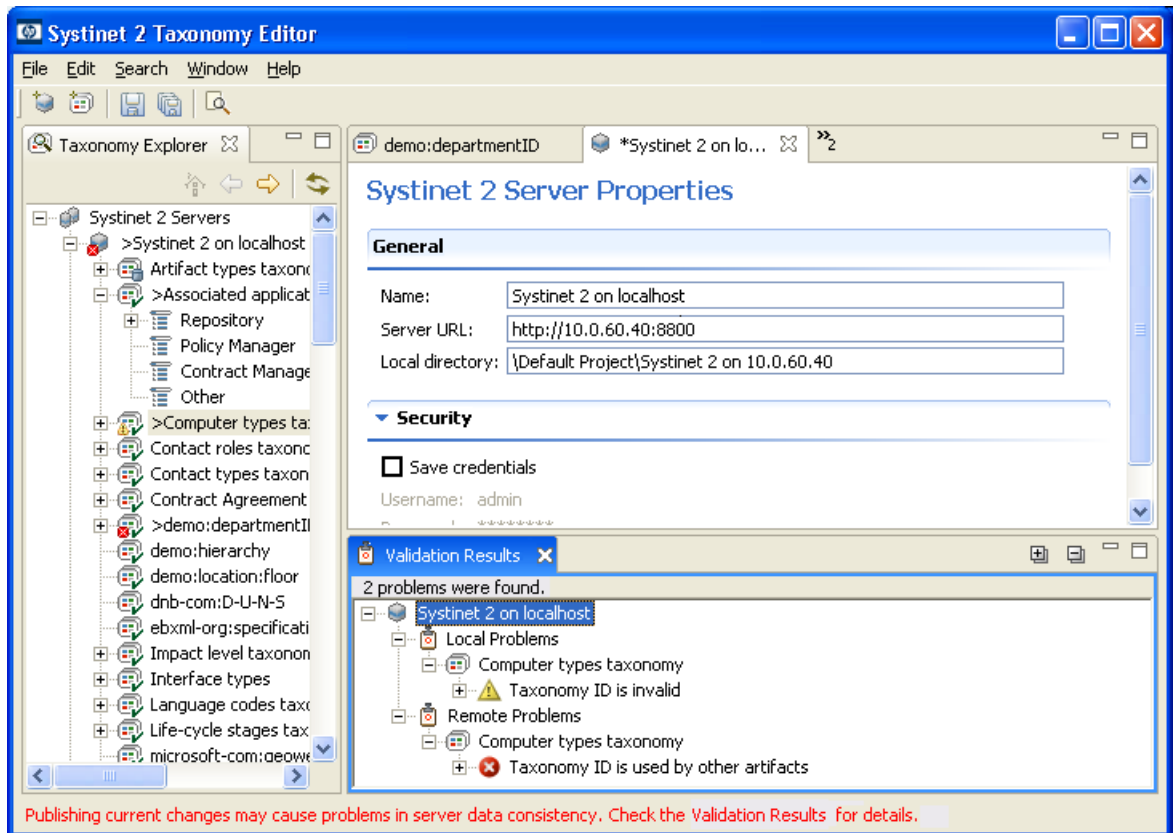 Systinet 2 Taxonomy Editor
File Edit Search Window Help
Taxonomy Explorer
Systinet 2 Servers
>Systinet 2 on localhost
Artifact types taxono
>Associated applicat
Repository
Policy Manager
Contract Manage
Other
>Computer types ta
Contact roles taxono
Contact types taxon
Contract Agreement
>demo:departmentI
demo:hierarchy
demo:location:floor
dnb-com:D-U-N-S
ebxml-org:specificati
Impact level taxonon
Interface types
Language codes taxo
Life-cycle stages tax
microsoft-com:geowe
demo:departmentID
*Systinet 2 on lo...
»2
Systinet 2 Server Properties
General
Name: Systinet 2 on localhost
Server URL: http://10.0.60.40:8800
Local directory: \Default Project\Systinet 2 on 10.0.60.40
Security
Save credentials
Username: admin
********
Validation Results
2 problems were found.
Systinet 2 on localhost
Local Problems
Computer types taxonomy
Taxonomy ID is invalid
Remote Problems
Computer types taxonomy
Taxonomy ID is used by other artifacts
Publishing current changes may cause problems in server data consistency. Check the Validation Results for details.